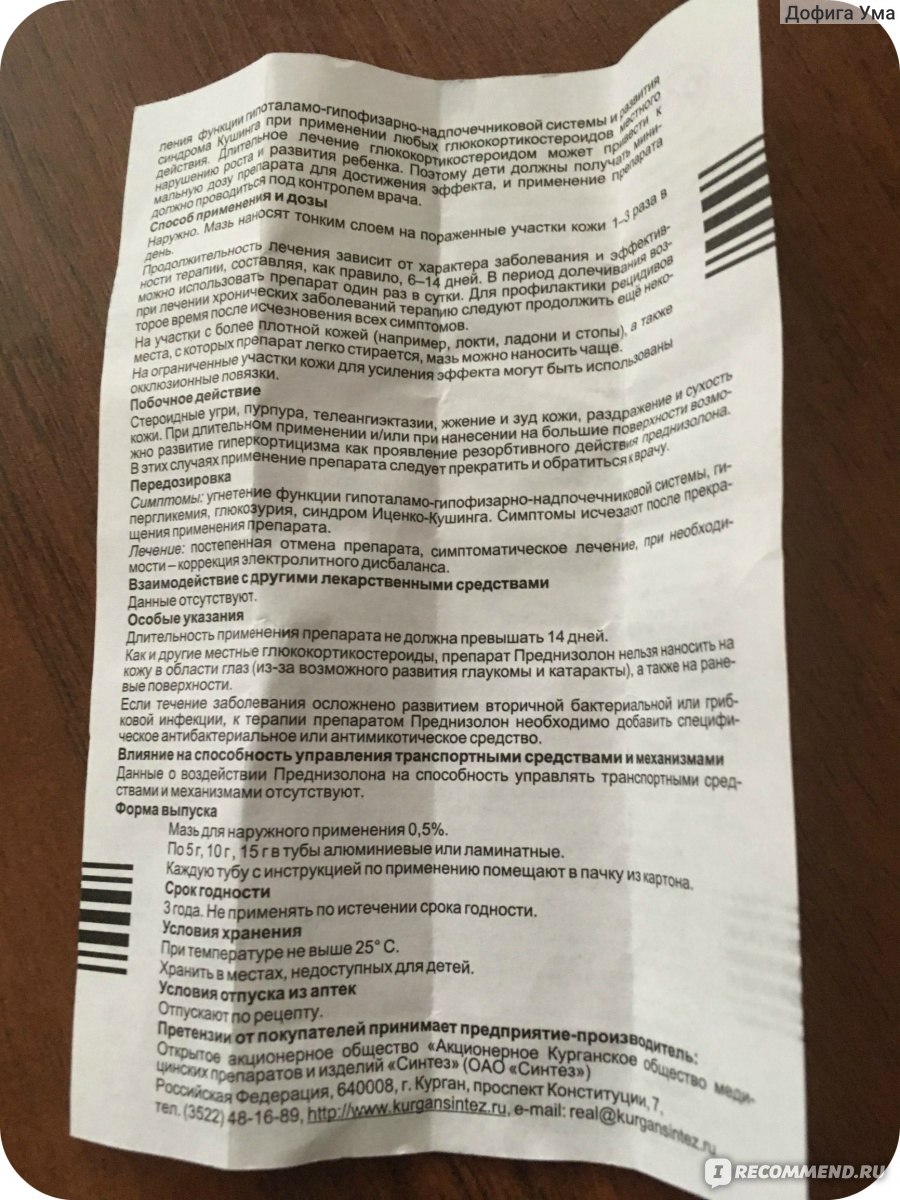 Дофига Ума
ления функции гипоталамо-гипофизарно-надпочечниковой системы и развития
синдрома Кушинга при применении любых глюкокортикостероидов местного
действия. Длительное лечение глюкокортикостероидом может привести к
нарушению роста и развития ребенка. Поэтому дети должны получать мини-
мальную дозу препарата для достижения эффекта, и применение препарата
должно проводиться под контролем врача.
Способ применения и дозы
Наружно. Мазь наносят тонким слоем на пораженные участки кожи 1–3 раза в
день.
Продолжительность лечения зависит от характера заболевания и эффектив-
ности терапии, составляя, как правило, 6–14 дней. В период долечивания воз-
можно использовать препарат один раз в сутки. Для профилактики рецидивов
при лечении хронических заболеваний терапию следуют продолжить ещё неко-
торое время после исчезновения всех симптомов.
На участки с более плотной кожей (например, локти, ладони и стопы), а также
места, с которых препарат легко стирается, мазь можно наносить чаще.
На ограниченные участки кожи для усиления эффекта могут быть использованы
окклюзионные повязки.
Побочное действие
Стероидные угри, пурпура, телеангиэктазии, жжение и зуд кожи, раздражение и сухость
кожи. При длительном применении и/или при нанесении на большие поверхности возмо-
жно развитие гиперкортицизма как проявление резорбтивного действия преднизолона.
В этих случаях применение препарата следует прекратить и обратиться к врачу.
Передозировка
Симптомы: угнетение функции гипоталамо-гипофизарно-надпочечниковой системы, ги-
пергликемия, глюкозурия, синдром Иценко-Кушинга. Симптомы исчезают после прекра-
щения применения препарата.
Лечение: постепенная отмена препарата, симптоматическое лечение, при необходи-
мости – коррекция электролитного дисбаланса.
Взаимодействие с другими лекарственными средствами
Данные отсутствуют.
Особые указания
Длительность применения препарата не должна превышать 14 дней.
Как и другие местные глюкокортикостероиды, препарат Преднизолон нельзя наносить на
кожу в области глаз (из-за возможного развития глаукомы и катаракты), а также на ране-
вые поверхности.
Если течение заболевания осложнено развитием вторичной бактериальной или гриб-
ковой инфекции, к терапии препаратом Преднизолон необходимо добавить специфи-
ческое антибактериальное или антимикотическое средство.
Влияние на способность управления транспортными средствами и механизмами
Данные о воздействии Преднизолона на способность управлять транспортными сред-
ствами и механизмами отсутствуют.
Форма выпуска
Мазь для наружного применения 0,5%.
По 5 г, 10 г, 15 г в тубы алюминиевые или ламинатные.
Каждую тубу с инструкцией по применению помещают в пачку из картона.
Срок годности
3 года. Не применять по истечении срока годности.
Условия хранения
При температуре не выше 25° С.
Хранить в местах, недоступных для детей.
Условия отпуска из аптек
Отпускают по рецепту.
Претензии от покупателей принимает предприятие-производитель:
Открытое акционерное общество «Акционерное Курганское общество меди-
цинских препаратов и изделий «Синтез» (ОАО «Синтез»)
Российская Федерация, 640008, г. Курган, проспект Конституции, 7,
тел. (3522) 48-16-89, http://www.kurgansintez.ru, e-mail: real@kurgansintez.ru
IRECOMMEND.RU